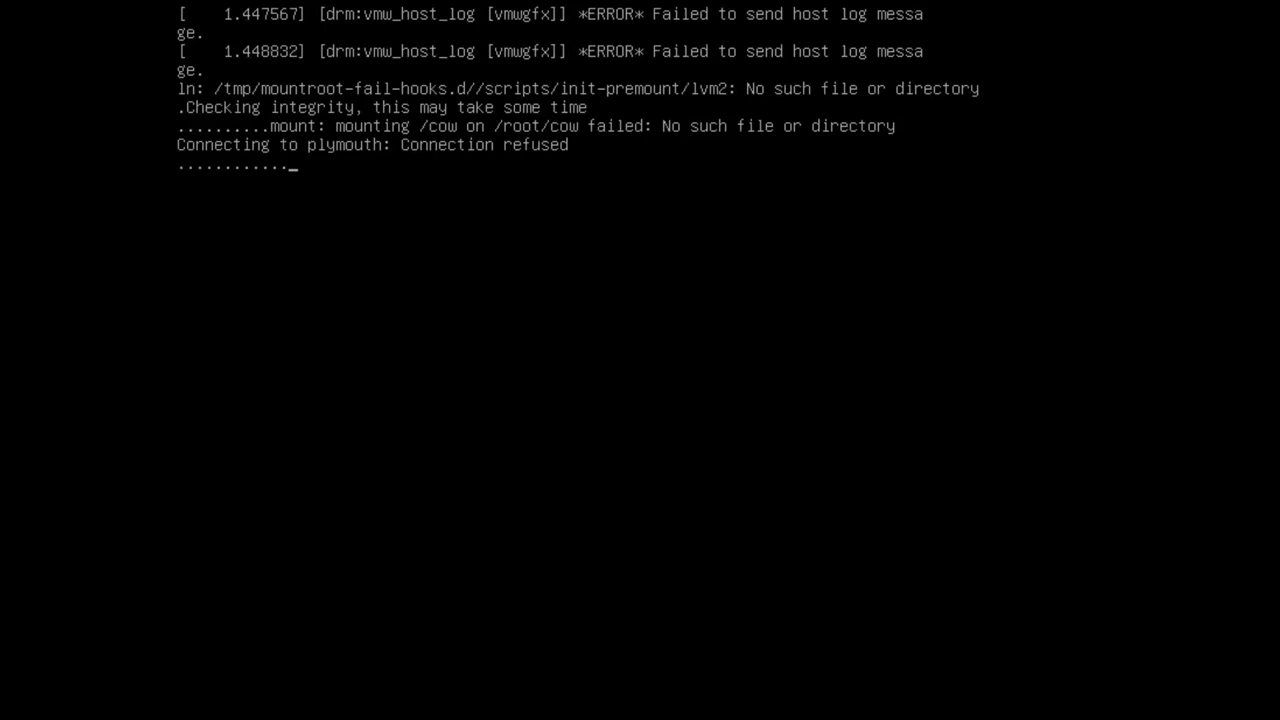 [    1.447567] [drm:vmw_host_log [vmwgfx]] *ERROR* Failed to send host log messa
ge.
[    1.448832] [drm:vmw_host_log [vmwgfx]] *ERROR* Failed to send host log messa
ge.
ln: /tmp/mountroot-fail-hooks.d//scripts/init-premount/lvm2: No such file or directory
.Checking integrity, this may take some time
..........mount: mounting /cow on /root/cow failed: No such file or directory
Connecting to plymouth: Connection refused
............_